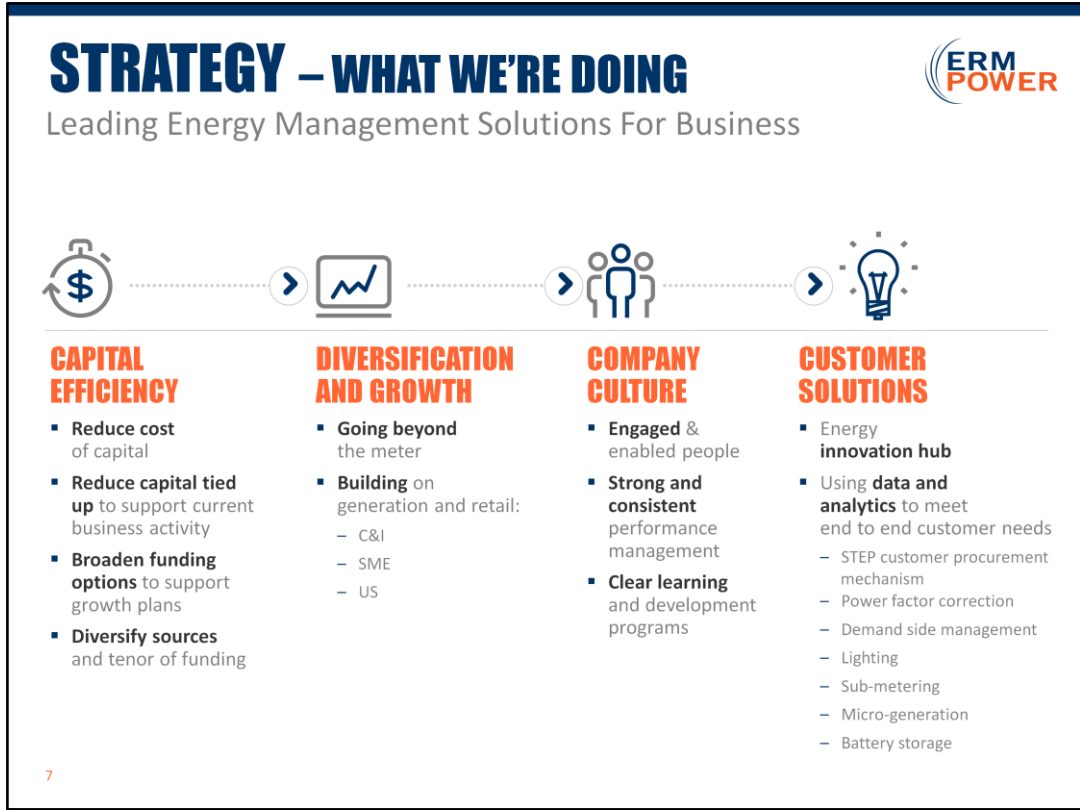 STRATEGY – WHAT WE'RE DOING
ERM
POWER
Leading Energy Management Solutions For Business
$
CAPITAL
EFFICIENCY
▪ Reduce cost
of capital
▪ Reduce capital tied
up to support current
business activity
▪ Broaden funding
options to support
growth plans
▪ Diversify sources
and tenor of funding
DIVERSIFICATION
AND GROWTH
▪ Going beyond
the meter
▪ Building on
generation and retail:
– C&I
– SME
– US
COMPANY
CULTURE
▪ Engaged &
enabled people
▪ Strong and
consistent
performance
management
▪ Clear learning
and development
programs
CUSTOMER
SOLUTIONS
▪ Energy
innovation hub
▪ Using data and
analytics to meet
end to end customer needs
– STEP customer procurement
mechanism
– Power factor correction
– Demand side management
– Lighting
– Sub-metering
– Micro-generation
– Battery storage
7